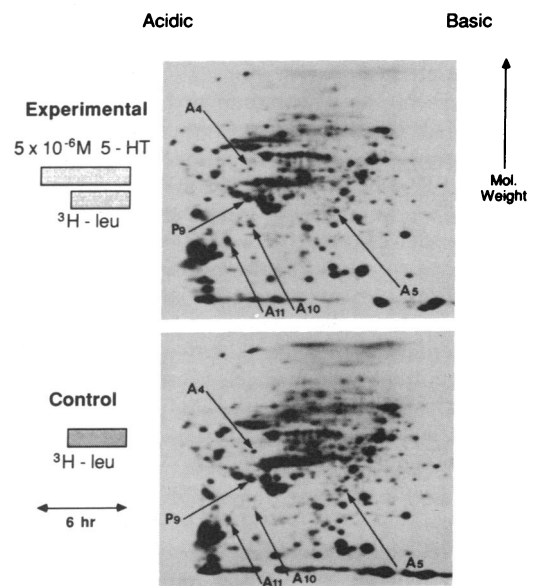 Acidic
Basic
Experimental
5 x 10⁻⁶M 5 - HT
³H - leu
Mol.
Weight
A4
P9
A11
A10
A5
Control
³H - leu
6 hr
A4
P9
A11
A10
A5